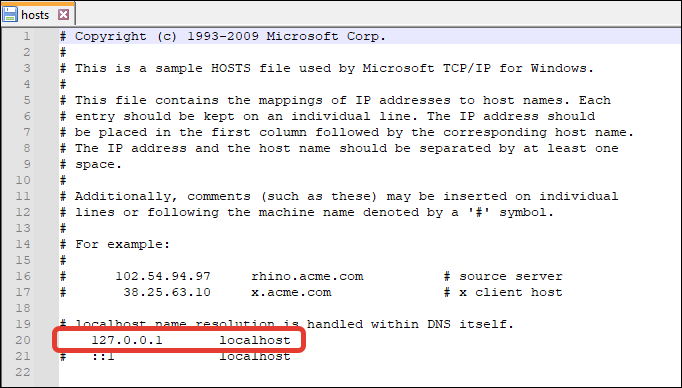 hosts
1 # Copyright (c) 1993-2009 Microsoft Corp.
2 #
3 # This is a sample HOSTS file used by Microsoft TCP/IP for Windows.
4 #
5 # This file contains the mappings of IP addresses to host names. Each
6 # entry should be kept on an individual line. The IP address should
7 # be placed in the first column followed by the corresponding host name.
8 # The IP address and the host name should be separated by at least one
9 # space.
10 #
11 # Additionally, comments (such as these) may be inserted on individual
12 # lines or following the machine name denoted by a '#' symbol.
13 #
14 # For example:
15 #
16 # 102.54.94.97 rhino.acme.com # source server
17 # 38.25.63.10 x.acme.com # x client host
18
19 # localhost name resolution is handled within DNS itself.
20 127.0.0.1 localhost
21 # ::1 localhost
22